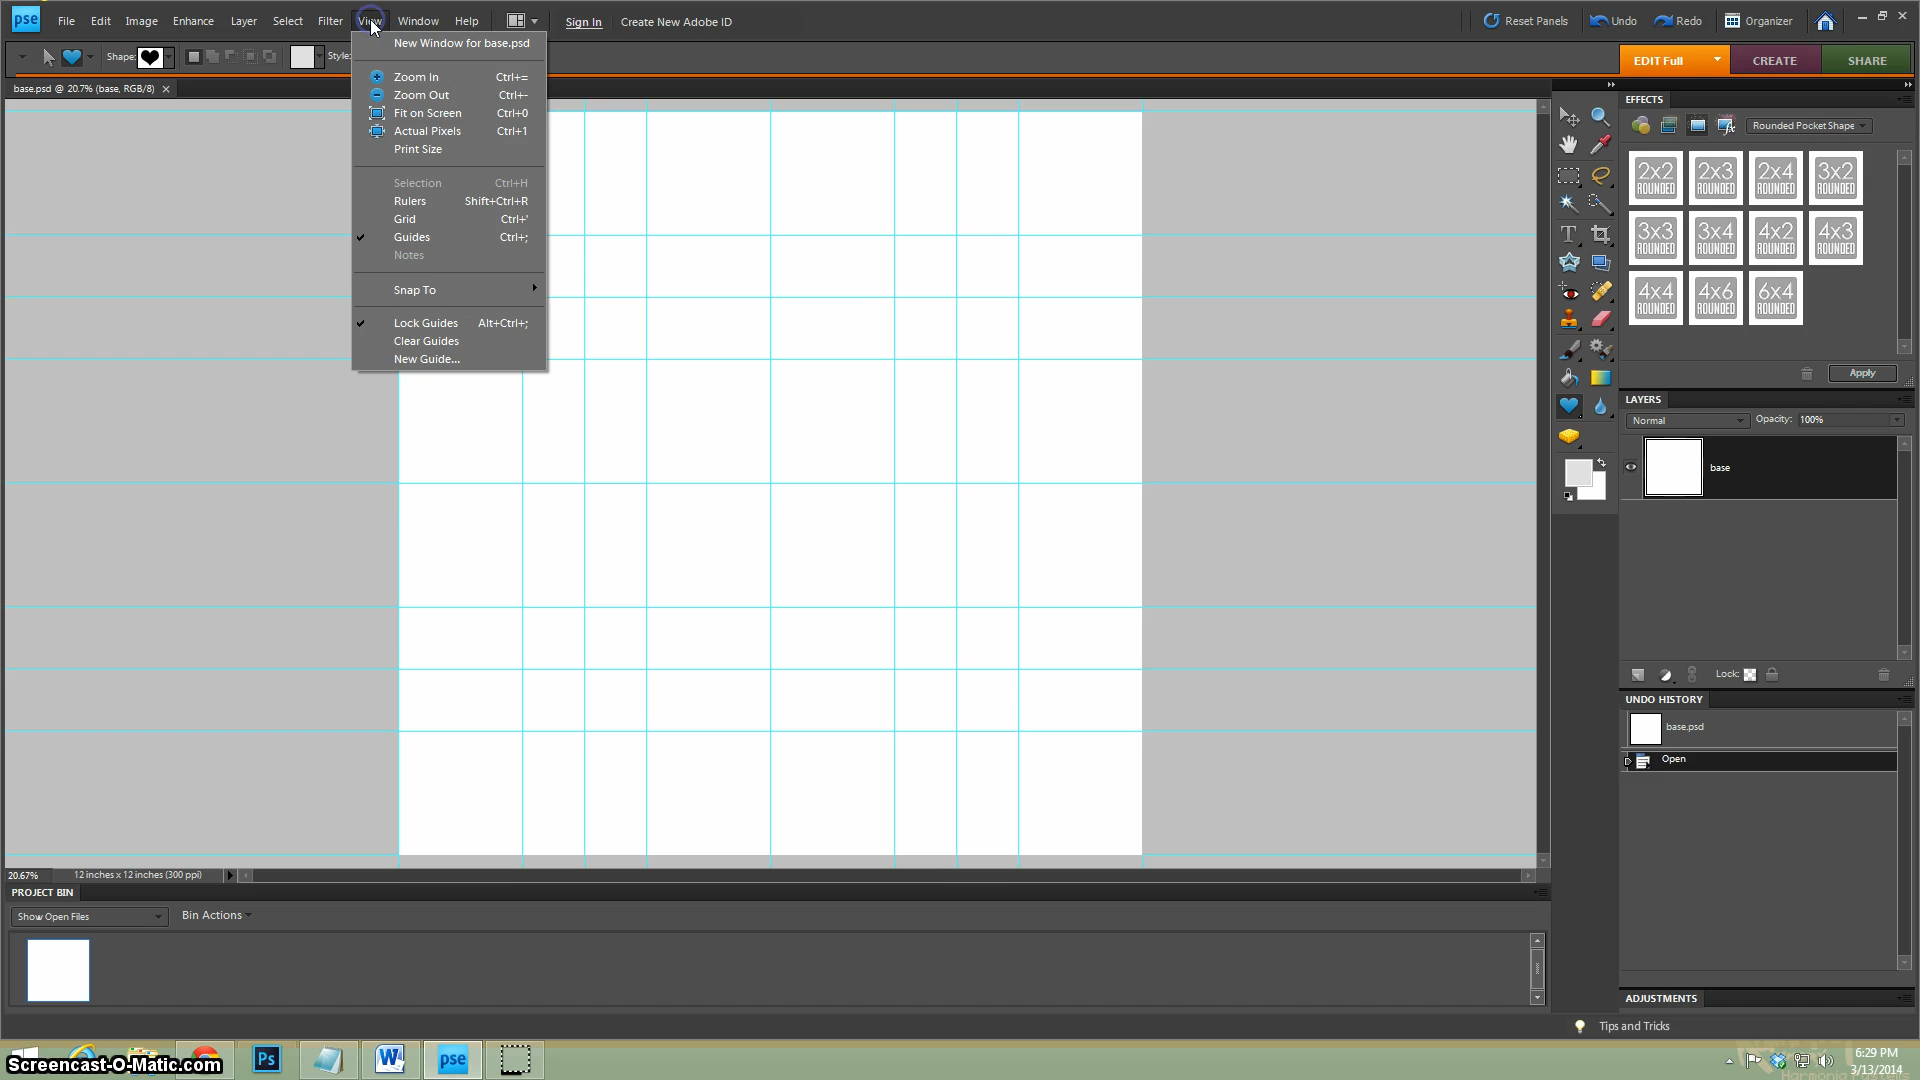 pse File Edit Image Enhance Layer Select Filter View Window Help Sign In Create New Adobe ID Reset Panels Undo Redo Organizer
Shape: Style: EDIT Full CREATE SHARE
base.psd @ 20.7% (base, RGB/8)
New Window for base.psd
Zoom In Ctrl+=
Zoom Out Ctrl+-
Fit on Screen Ctrl+0
Actual Pixels Ctrl+1
Print Size
Selection Ctrl+H
Rulers Shift+Ctrl+R
Grid Ctrl+'
Guides Ctrl+;
Notes
Snap To
Lock Guides Alt+Ctrl+;
Clear Guides
New Guide...
EFFECTS
Rounded Pocket Shape
2x2 ROUNDED 2x3 ROUNDED 2x4 ROUNDED 3x2 ROUNDED
3x3 ROUNDED 3x4 ROUNDED 4x2 ROUNDED 4x3 ROUNDED
4x4 ROUNDED 4x6 ROUNDED 6x4 ROUNDED
Apply
LAYERS
Normal Opacity: 100%
base
Lock:
UNDO HISTORY
base.psd
Open
ADJUSTMENTS
20.67% 12 inches x 12 inches (300 ppi)
PROJECT BIN
Show Open Files Bin Actions
Tips and Tricks
Screencast-O-Matic.com Ps W pse
6:29 PM
3/13/2014